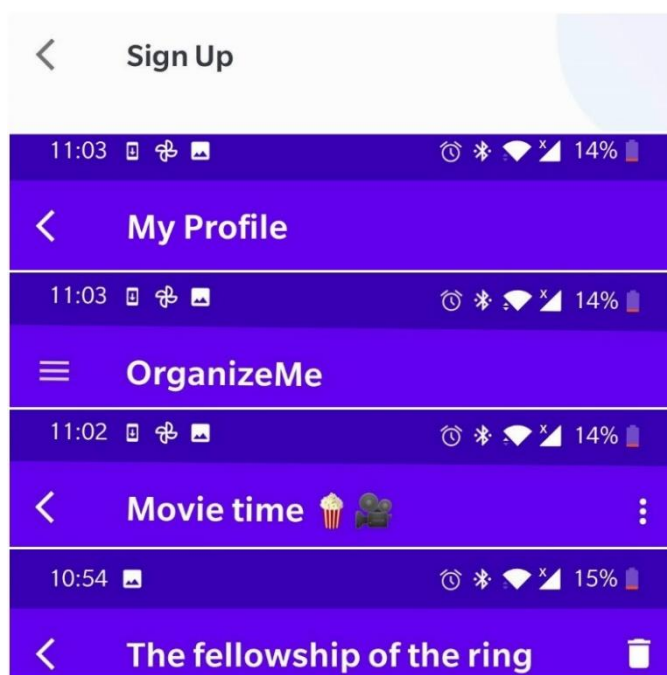 Sign Up
11:03 14%
My Profile
11:03 14%
OrganizeMe
11:02 14%
Movie time 🍿🎥
10:54 15%
The fellowship of the ring